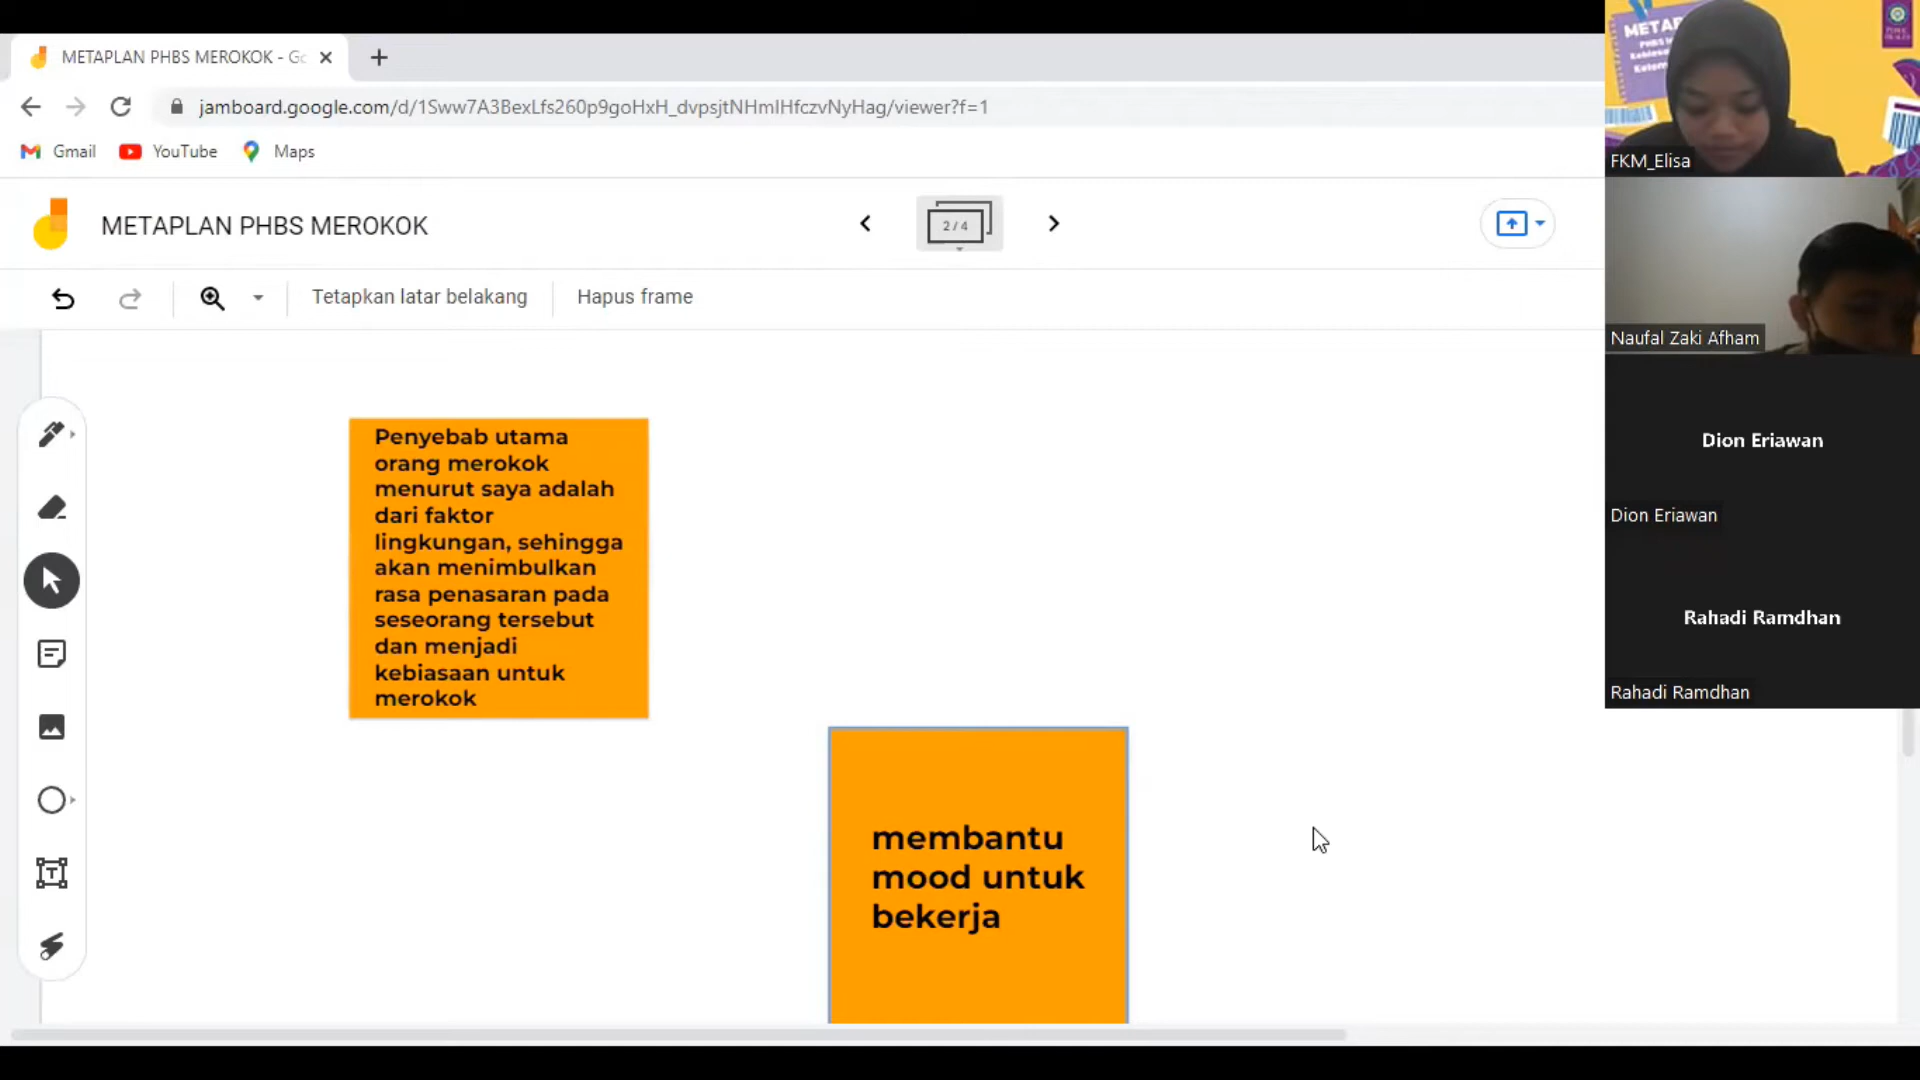 METAPLAN PHBS MEROKOK - Go
jamboard.google.com/d/1Sww7A3BexLfs260p9goHxH_dvpsjtNHmIHfczvNyHag/viewer?f=1
Gmail
YouTube
Maps
METAPLAN PHBS MEROKOK
2 / 4
Tetapkan latar belakang
Hapus frame
Penyebab utama
orang merokok
menurut saya adalah
dari faktor
lingkungan, sehingga
akan menimbulkan
rasa penasaran pada
seseorang tersebut
dan menjadi
kebiasaan untuk
merokok
membantu
mood untuk
bekerja
FKM_Elisa
Naufal Zaki Afham
Dion Eriawan
Dion Eriawan
Rahadi Ramdhan
Rahadi Ramdhan